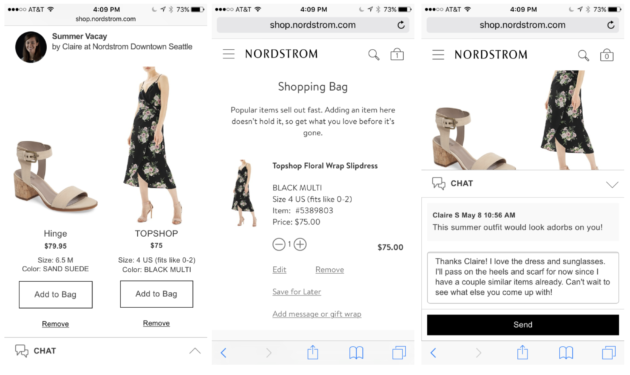 ●●●○○ AT&T 4:09 PM 73%
shop.nordstrom.com
Summer Vacay
by Claire at Nordstrom Downtown Seattle
Hinge
$79.95
Size: 6.5 M
Color: SAND SUEDE
Add to Bag
Remove
TOPSHOP
$75
Size: 4 US (fits like 0-2)
Color: BLACK MULTI
Add to Bag
Remove
CHAT
●●●○○ AT&T 4:09 PM 73%
shop.nordstrom.com
NORDSTROM
1
Shopping Bag
Popular items sell out fast. Adding an item here
doesn't hold it, so get what you love before it's
gone.
Topshop Floral Wrap Slipdress
BLACK MULTI
Size 4 US (fits like 0-2)
Item: #5389803
Price: $75.00
1
$75.00
Edit Remove
Save for Later
Add message or gift wrap
●●●○○ AT&T 4:09 PM 73%
shop.nordstrom.com
NORDSTROM
0
CHAT
Claire S May 8 10:56 AM
This summer outfit would look adorbs on you!
Thanks Claire! I love the dress and sunglasses.
I'll pass on the heels and scarf for now since I
have a couple similar items already. Can't wait to
see what else you come up with!
Send